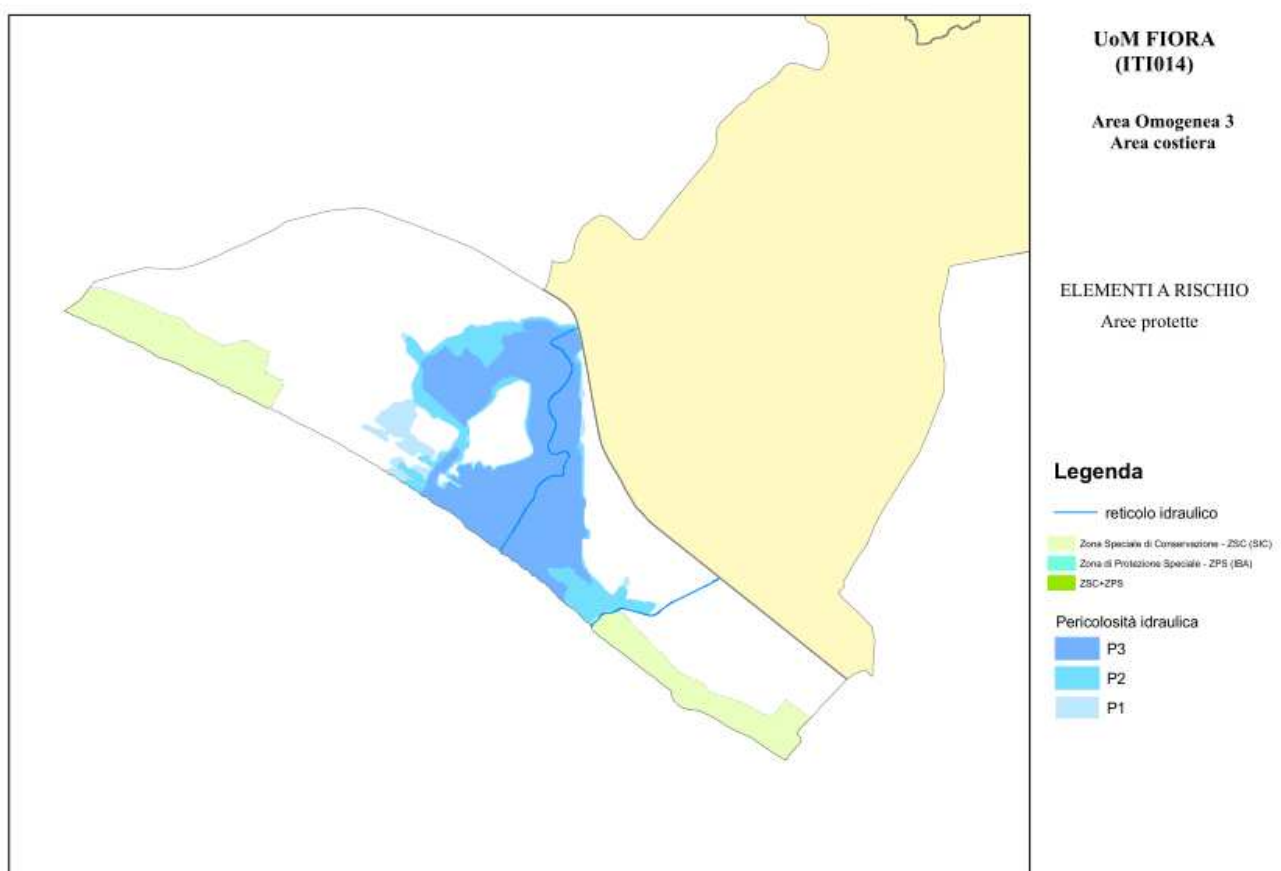 UoM FIORA
(ITI014)
Area Omogenea 3
Area costiera
ELEMENTI A RISCHIO
Aree protette
Legenda
reticolo idraulico
Zona Speciale di Conservazione - ZSC (SIC)
Zona di Protezione Speciale - ZPS (IBA)
ZSC+ZPS
Pericolosità idraulica
P3
P2
P1